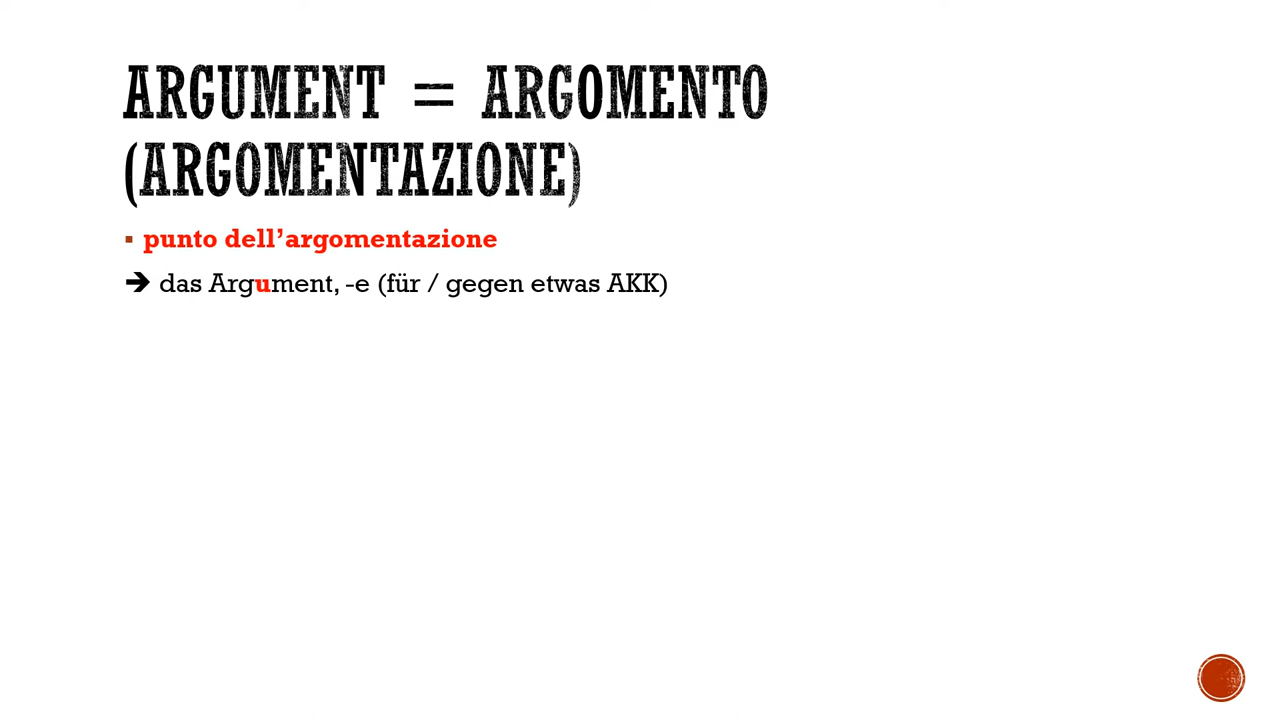 ARGUMENT = ARGOMENTO
(ARGOMENTAZIONE)
▪ punto dell’argomentazione
➔ das Argument, -e (für / gegen etwas AKK)